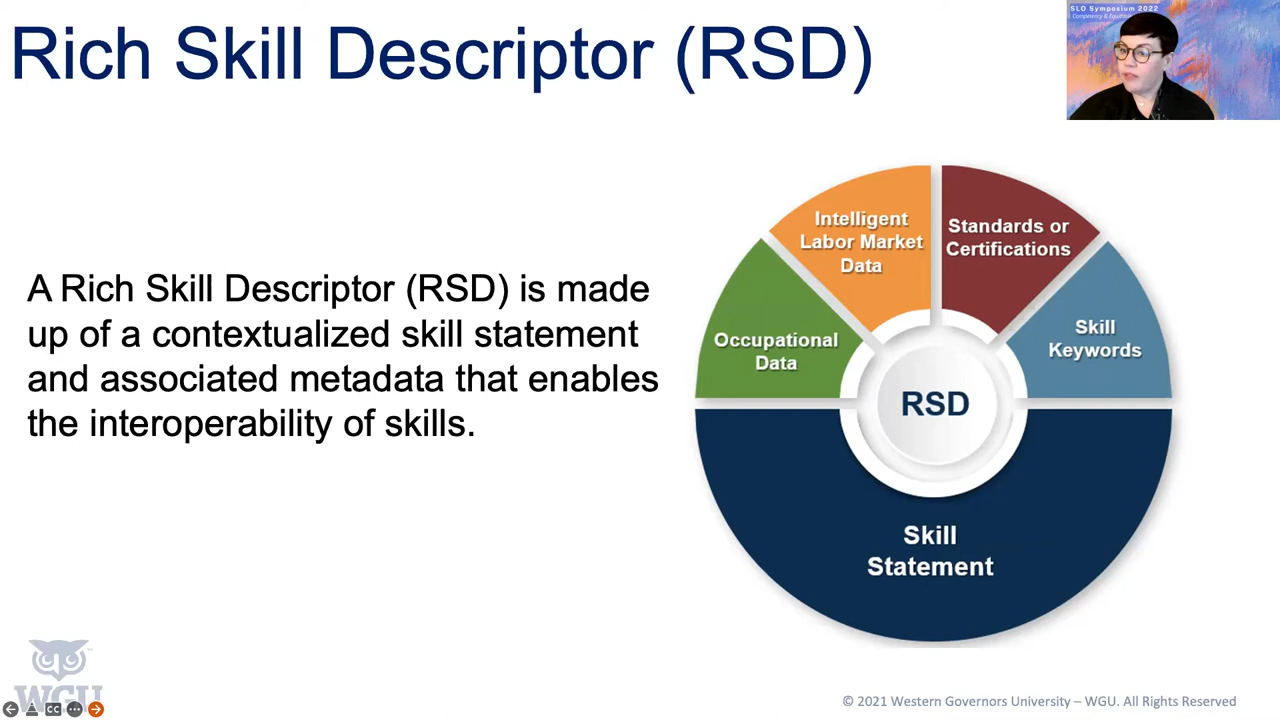 Rich Skill Descriptor (RSD)
SLO Symposium 2022
A Rich Skill Descriptor (RSD) is made
up of a contextualized skill statement
and associated metadata that enables
the interoperability of skills.
Intelligent
Labor Market
Data
Standards or
Certifications
Occupational
Data
Skill
Keywords
RSD
Skill
Statement
WGU
CC
© 2021 Western Governors University – WGU. All Rights Reserved